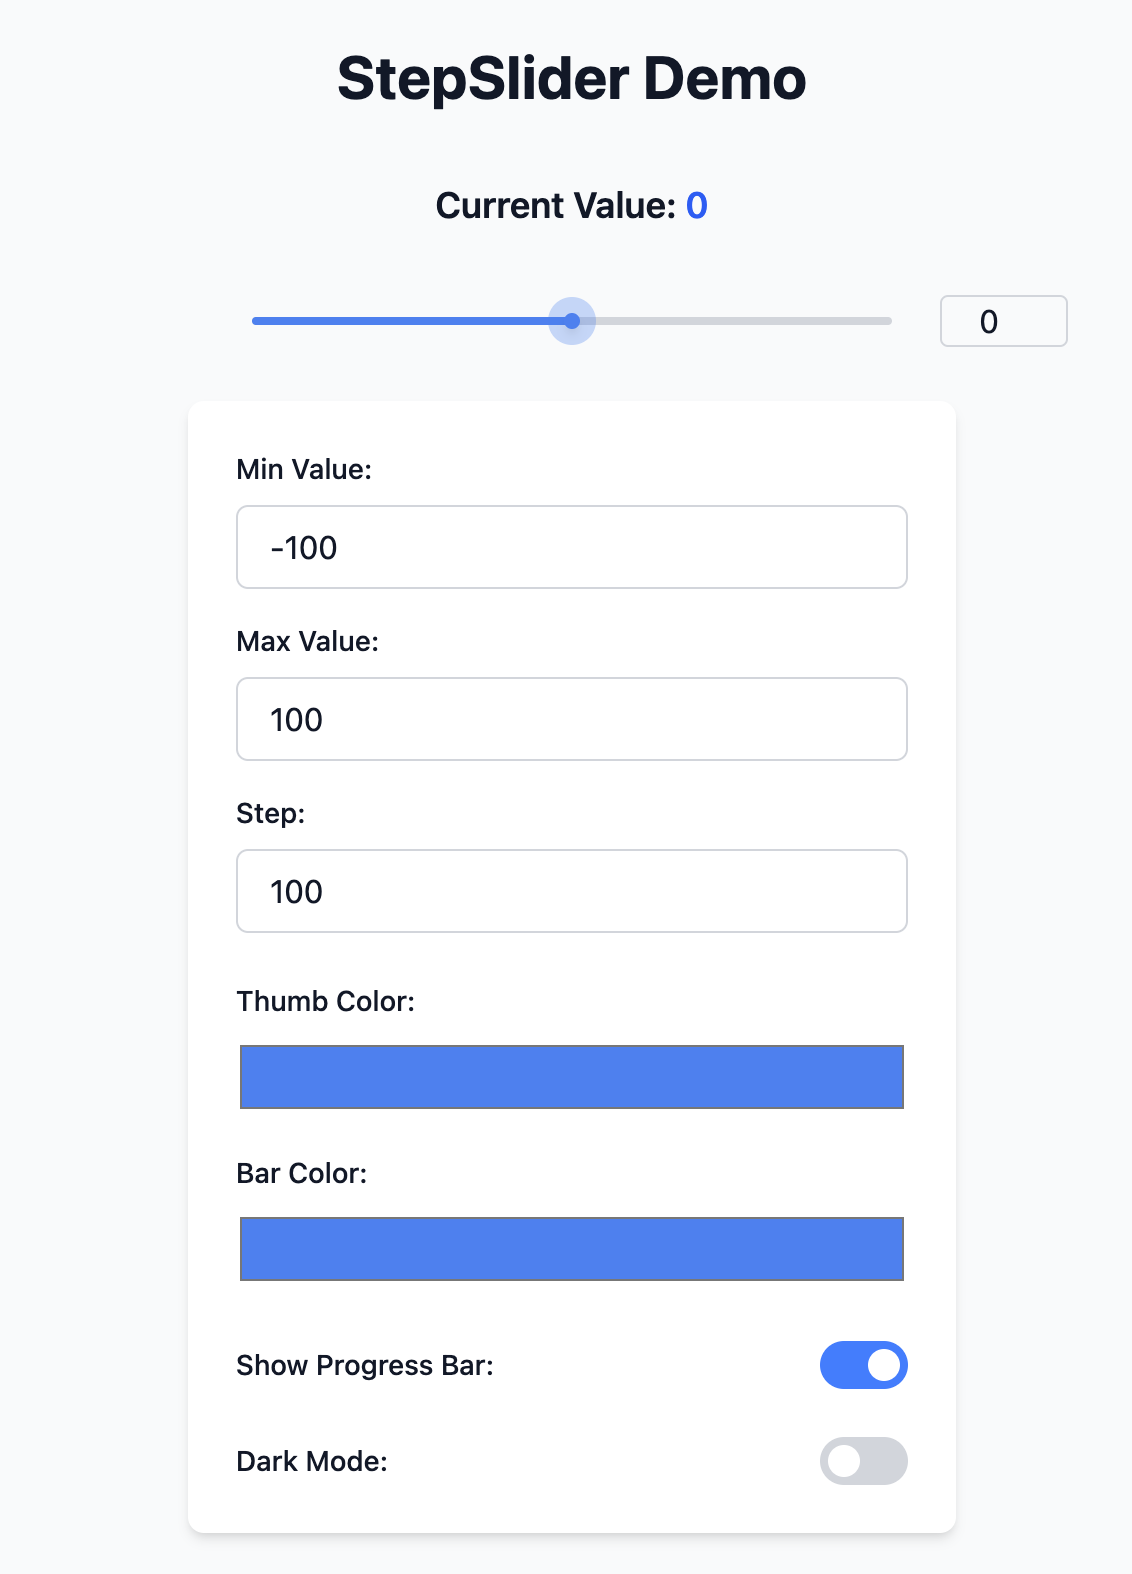 StepSlider Demo
Current Value: 0
0
Min Value:
-100
Max Value:
100
Step:
100
Thumb Color:
Bar Color:
Show Progress Bar:
Dark Mode: